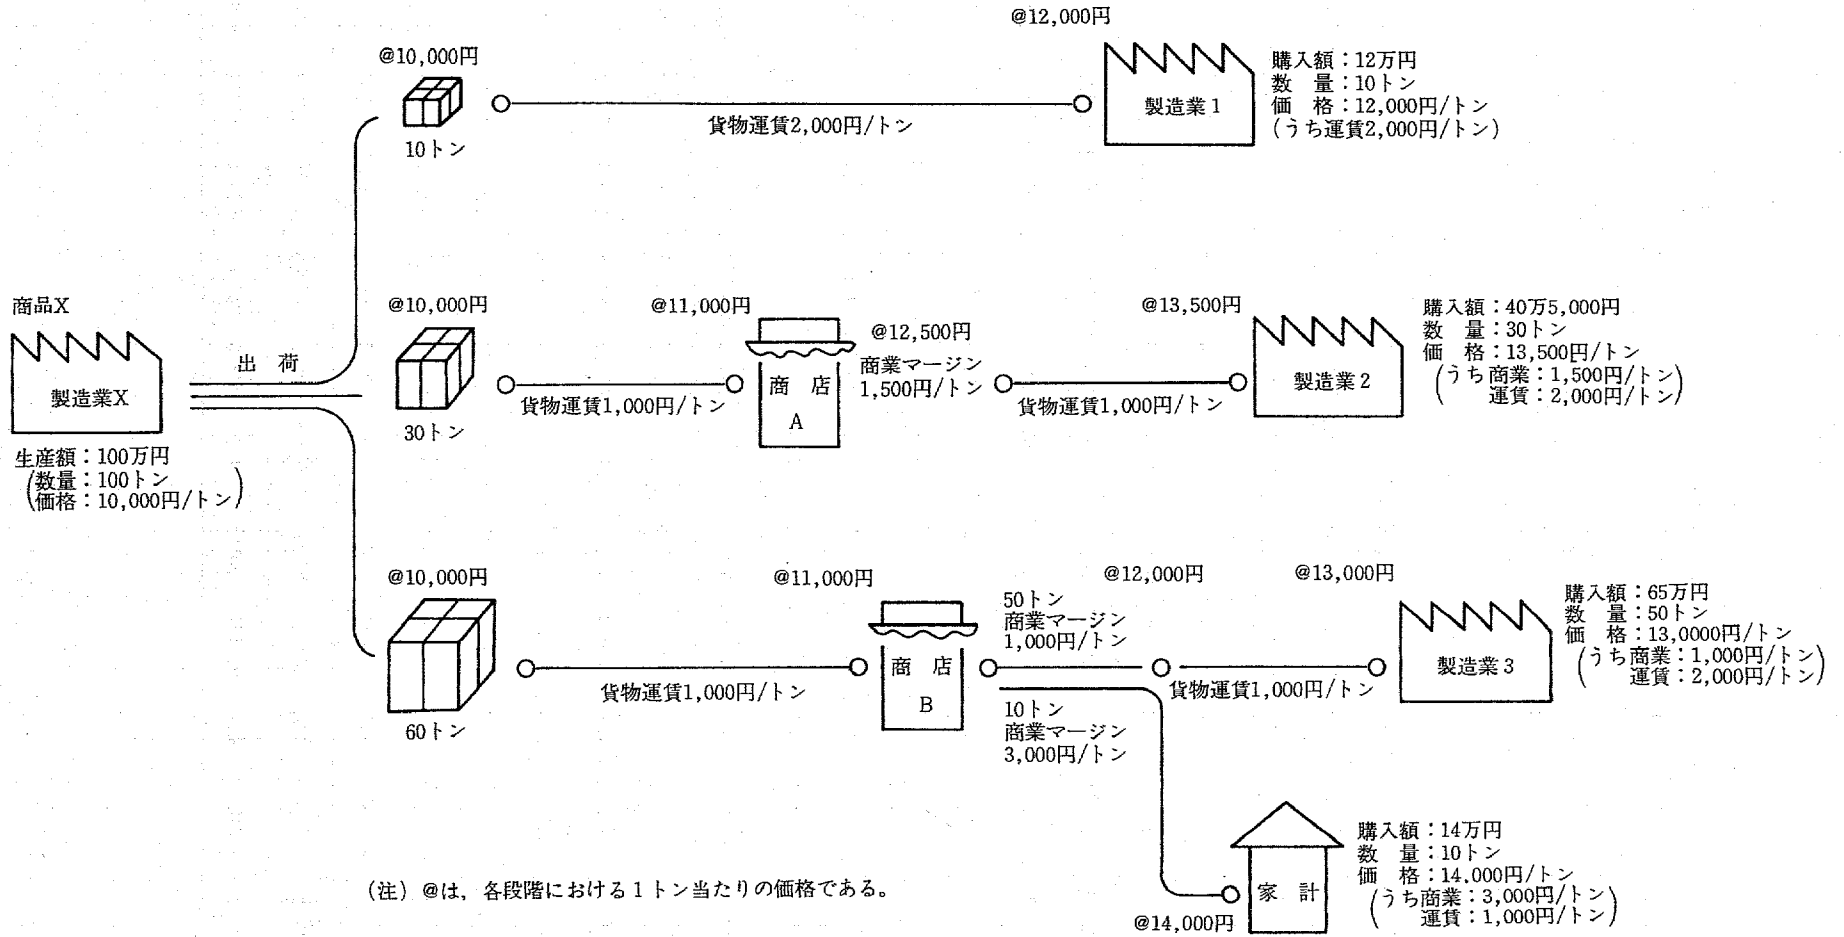 @12,000円
@10,000円
購入額：12万円
数　量：10トン
価　格：12,000円/トン
（うち運賃2,000円/トン）
製造業1
貨物運賃2,000円/トン
10トン
商品X
製造業X
出　荷
生産額：100万円
（数量：100トン
価格：10,000円/トン）
@10,000円
30トン
貨物運賃1,000円/トン
@11,000円
商　店
A
@12,500円
商業マージン
1,500円/トン
貨物運賃1,000円/トン
@13,500円
製造業2
購入額：40万5,000円
数　量：30トン
価　格：13,500円/トン
（うち商業：1,500円/トン
運賃：2,000円/トン）
@10,000円
60トン
貨物運賃1,000円/トン
@11,000円
商　店
B
50トン
商業マージン
1,000円/トン
@12,000円
貨物運賃1,000円/トン
@13,000円
製造業3
購入額：65万円
数　量：50トン
価　格：13,0000円/トン
（うち商業：1,000円/トン
運賃：2,000円/トン）
10トン
商業マージン
3,000円/トン
@14,000円
家　計
購入額：14万円
数　量：10トン
価　格：14.000円/トン
（うち商業：3,000円/トン
運賃：1,000円/トン）
（注）@は，各段階における1トン当たりの価格である。